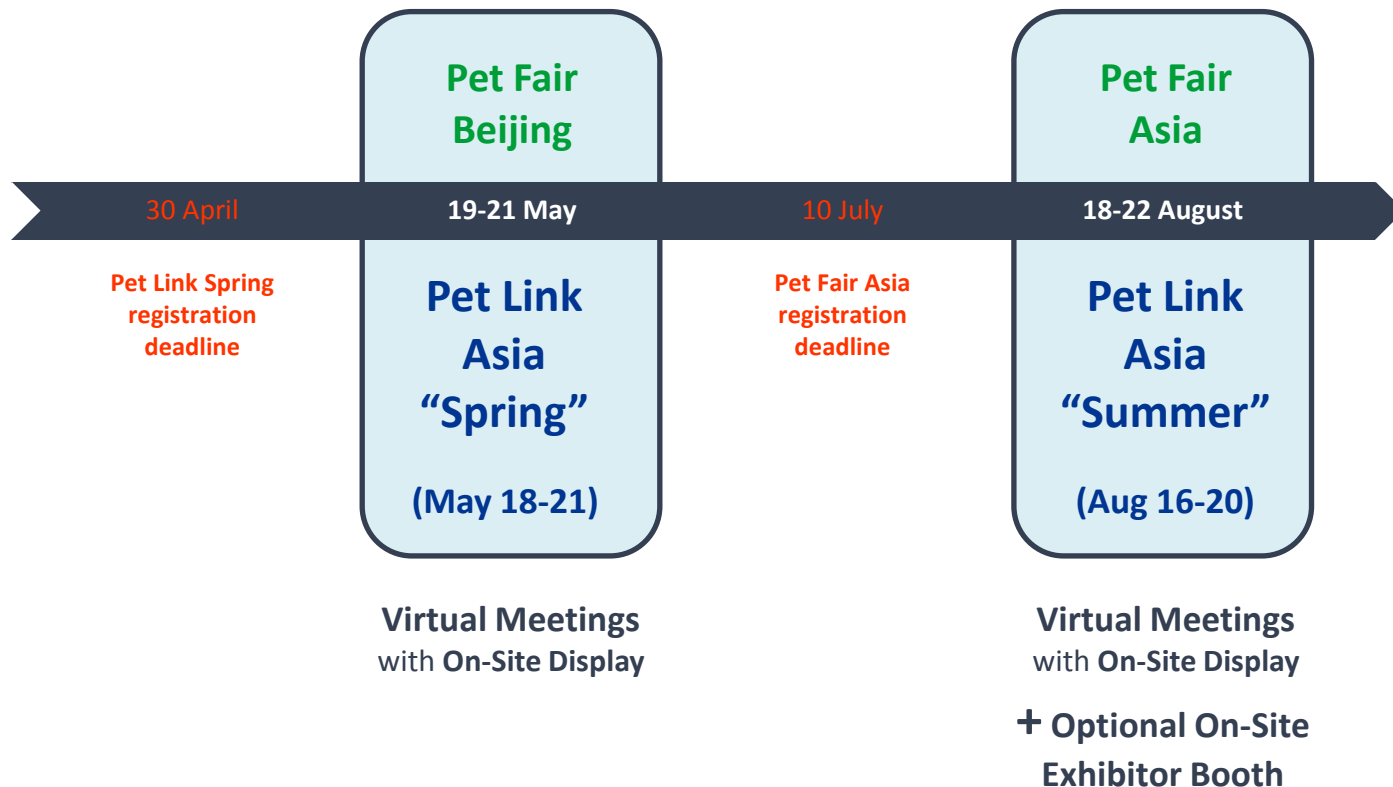 Pet Fair
Beijing
Pet Fair
Asia
30 April
19-21 May
10 July
18-22 August
Pet Link Spring
registration
deadline
Pet Link
Asia
“Spring”
(May 18-21)
Pet Fair Asia
registration
deadline
Pet Link
Asia
“Summer”
(Aug 16-20)
Virtual Meetings
with On-Site Display
Virtual Meetings
with On-Site Display
+ Optional On-Site
Exhibitor Booth